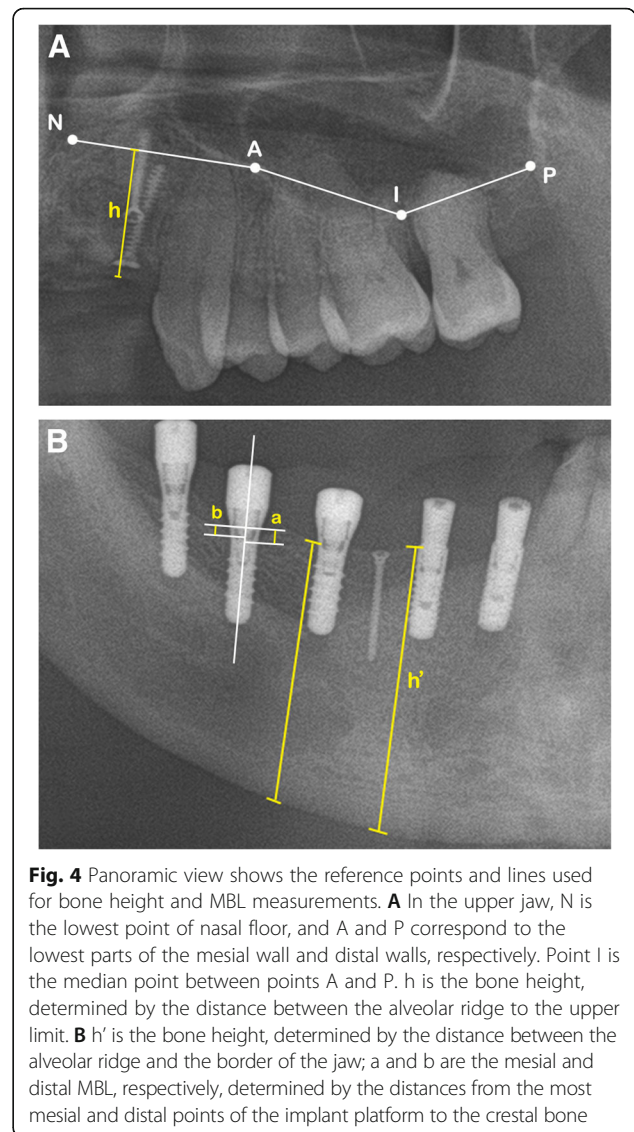 A
N
A
I
P
h
B
b
a
h'
Fig. 4 Panoramic view shows the reference points and lines used
for bone height and MBL measurements. A In the upper jaw, N is
the lowest point of nasal floor, and A and P correspond to the
lowest parts of the mesial wall and distal walls, respectively. Point I is
the median point between points A and P. h is the bone height,
determined by the distance between the alveolar ridge to the upper
limit. B h′ is the bone height, determined by the distance between the
alveolar ridge and the border of the jaw; a and b are the mesial and
distal MBL, respectively, determined by the distances from the most
mesial and distal points of the implant platform to the crestal bone